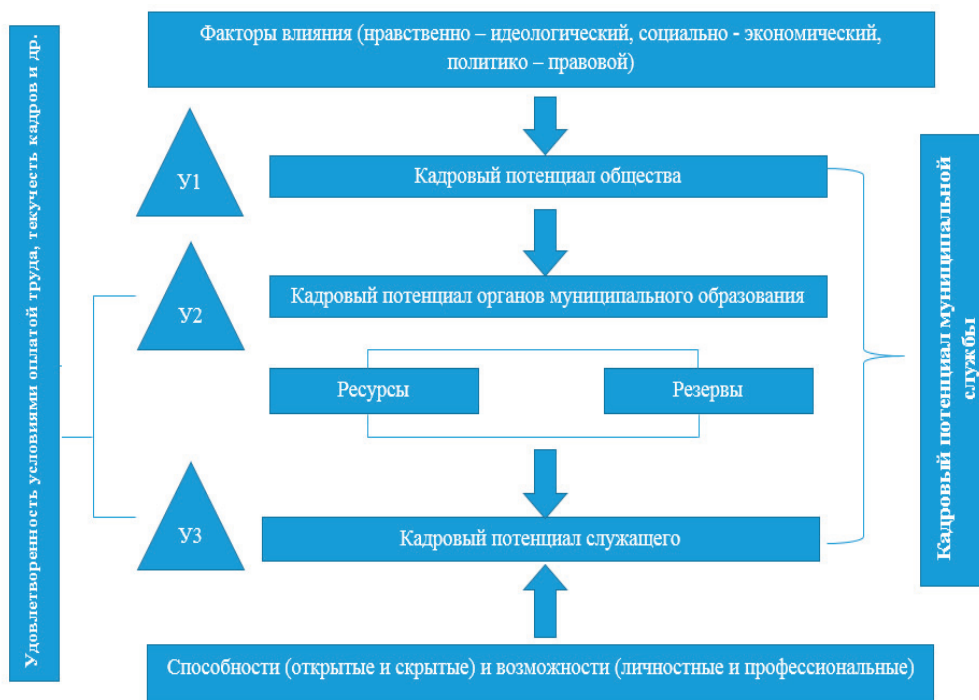 Факторы влияния (нравственно – идеологический, социально - экономический,
политико – правовой)
Удовлетворенность условиями оплатой труда, текучесть кадров и др.
У1
Кадровый потенциал общества
У2
Кадровый потенциал органов муниципального образования
Ресурсы
Резервы
У3
Кадровый потенциал служащего
Кадровый потенциал муниципальной
службы
Способности (открытые и скрытые) и возможности (личностные и профессиональные)